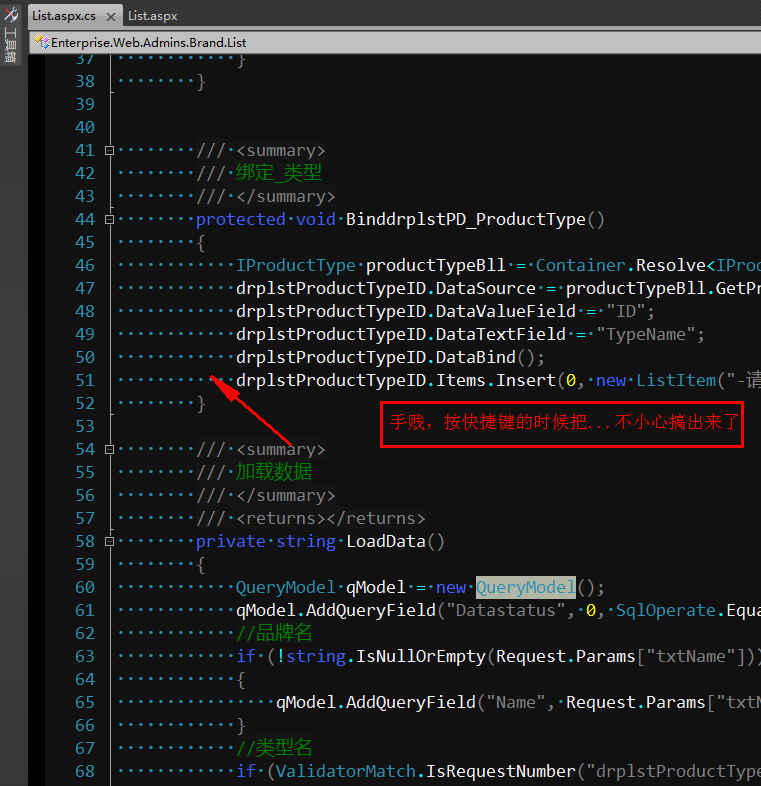 List.aspx.cs
List.aspx
工具箱
Enterprise.Web.Admins.Brand.List
37 }
38 }
39
40
41 /// <summary>
42 /// 绑定_类型
43 /// </summary>
44 protected void BinddrplstPD_ProductType()
45 {
46 IProductType productTypeBll = Container.Resolve<IProd
47 drplstProductTypeID.DataSource = productTypeBll.GetPr
48 drplstProductTypeID.DataValueField = "ID";
49 drplstProductTypeID.DataTextField = "TypeName";
50 drplstProductTypeID.DataBind();
51 drplstProductTypeID.Items.Insert(0, new ListItem("-请
52 }
手贱，按快捷键的时候把...不小心搞出来了
53
54 /// <summary>
55 /// 加载数据
56 /// </summary>
57 /// <returns></returns>
58 private string LoadData()
59 {
60 QueryModel qModel = new QueryModel();
61 qModel.AddQueryField("Datastatus", 0, SqlOperate.Equa
62 //品牌名
63 if (!string.IsNullOrEmpty(Request.Params["txtName"]))
64 {
65 qModel.AddQueryField("Name", Request.Params["txtN
66 }
67 //类型名
68 if (ValidatorMatch.IsRequestNumber("drplstProductType